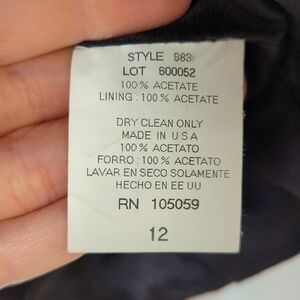 STYLE 983
LOT 600052
100% ACETATE
LINING : 100% ACETATE
DRY CLEAN ONLY
MADE IN U S A
100% ACETATO
FORRO : 100% ACETATO
LAVAR EN SECO SOLAMENTE
HECHO EN EE UU
RN 105059
12